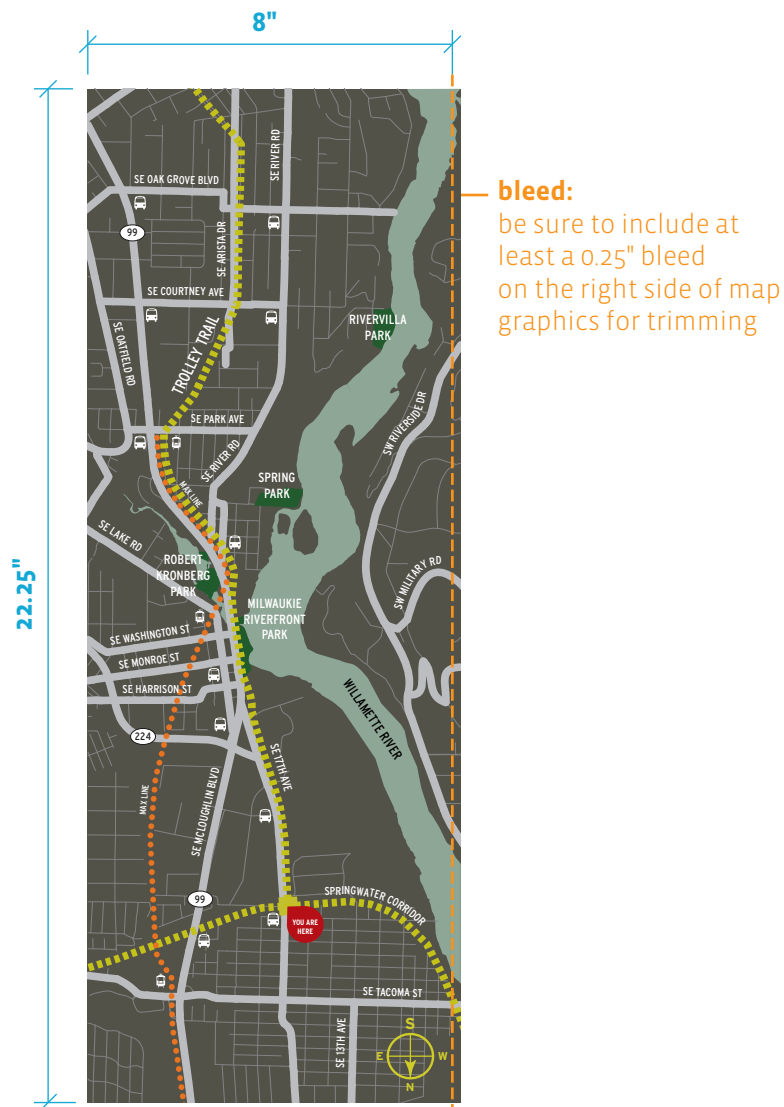 8"
22.25"
bleed:
be sure to include at
least a 0.25" bleed
on the right side of map
graphics for trimming
SE RIVER RD
SE OAK GROVE BLVD
99
SE ARISTA DR
SE COURTNEY AVE
SE OATFIELD RD
TROLLEY TRAIL
RIVERVILLA
PARK
SE PARK AVE
SW RIVERSIDE DR
SE RIVER RD
MAX LINE
SPRING
PARK
SE LAKE RD
ROBERT
KRONBERG
PARK
SW MILITARY RD
MILWAUKIE
RIVERFRONT
PARK
SE WASHINGTON ST
SE MONROE ST
SE HARRISON ST
WILLAMETTE RIVER
224
SE 17TH AVE
MAX LINE
SE MCLOUGHLIN BLVD
99
SPRINGWATER CORRIDOR
YOU ARE
HERE
SE TACOMA ST
SE 13TH AVE
S
E
W
N